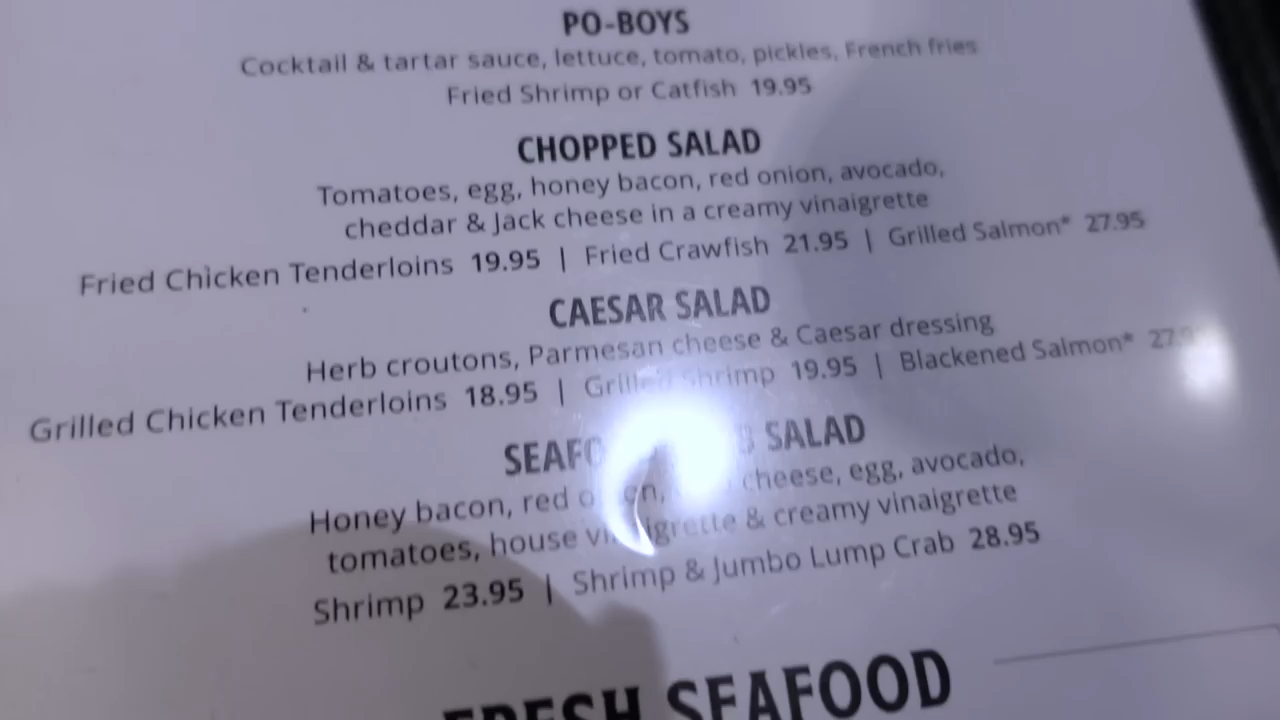 PO-BOYS
Cocktail & tartar sauce, lettuce, tomato, pickles, French fries
Fried Shrimp or Catfish 19.95
CHOPPED SALAD
Tomatoes, egg, honey bacon, red onion, avocado,
cheddar & Jack cheese in a creamy vinaigrette
Fried Chicken Tenderloins 19.95 | Fried Crawfish 21.95 | Grilled Salmon* 27.95
CAESAR SALAD
Herb croutons, Parmesan cheese & Caesar dressing
Grilled Chicken Tenderloins 18.95 | Grilled Shrimp 19.95 | Blackened Salmon*
SALAD
Honey bacon, red cheese, egg, avocado,
tomatoes, house vinaigrette & creamy vinaigrette
Shrimp 23.95 | Shrimp & Jumbo Lump Crab 28.95
FRESH SEAFOOD